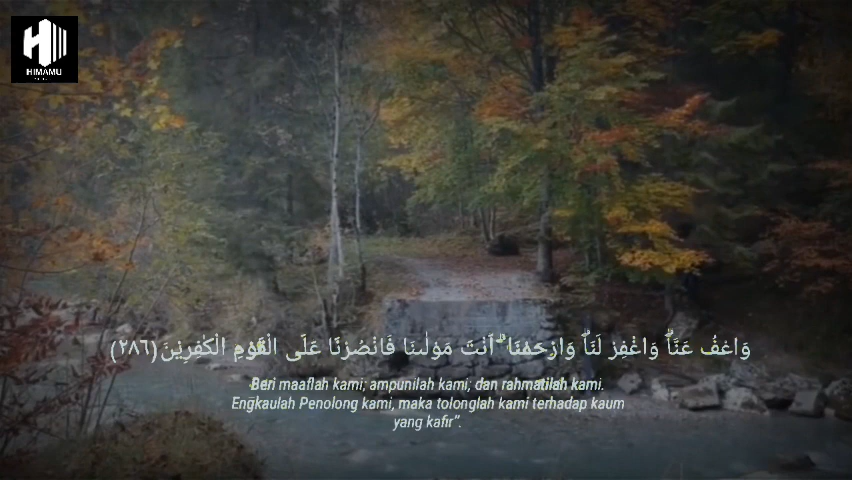 HIMAMU
وَاعْفُ عَنَّاۗ وَاغْفِرْ لَنَاۗ وَارْحَمْنَا ۗ اَنْتَ مَوْلٰىنَا فَانْصُرْنَا عَلَى الْقَوْمِ الْكٰفِرِيْنَ (٢٨٦)
Beri maaflah kami, ampunilah kami, dan rahmatilah kami.
Engkaulah Penolong kami, maka tolonglah kami terhadap kaum
yang kafir".